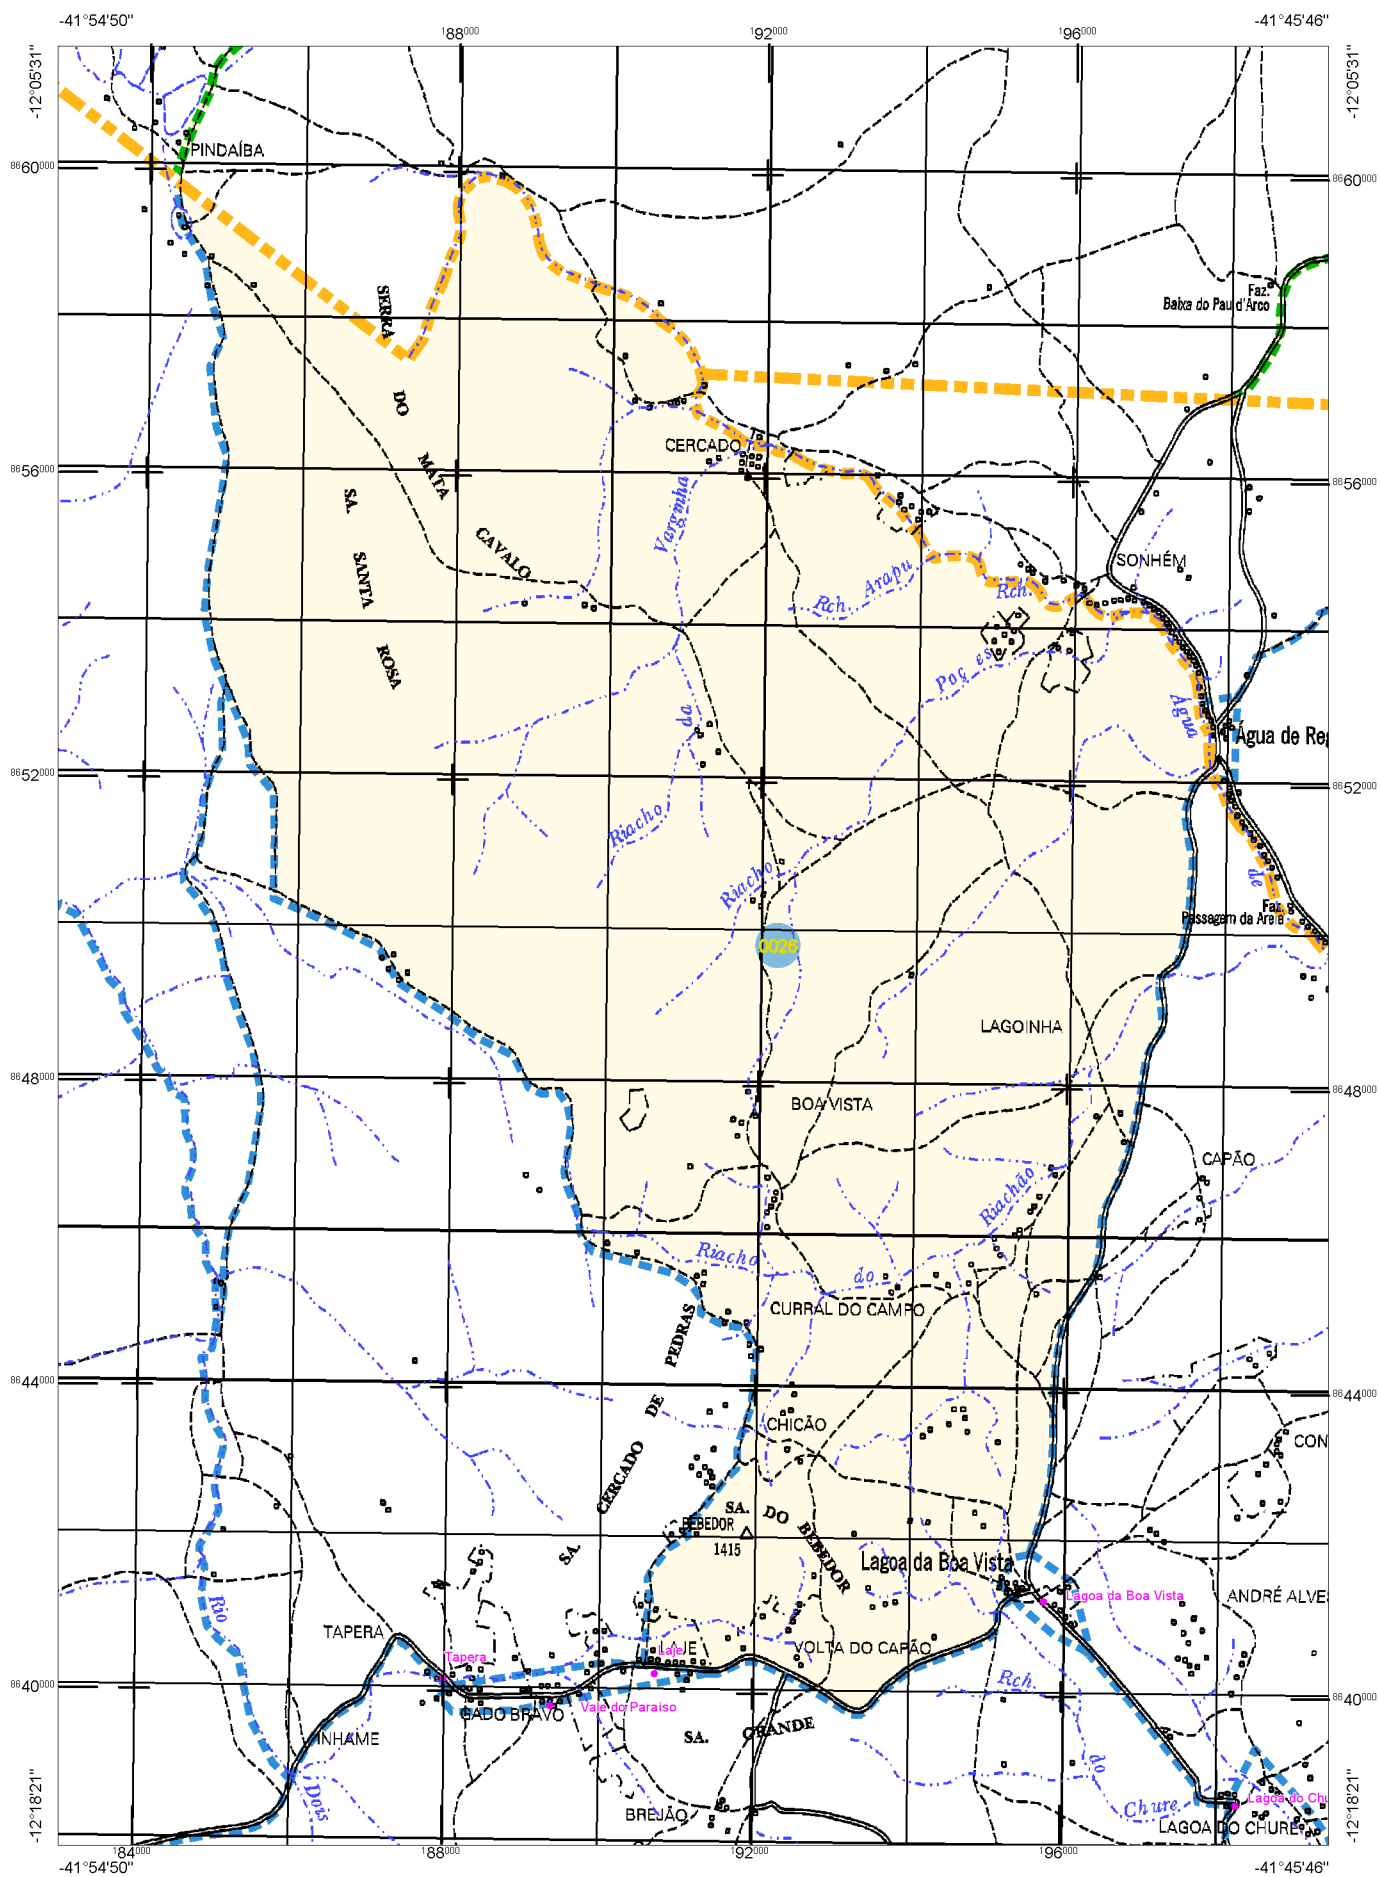 -41°54'50"
-41°45'46"
188000
192000
196000
-12°05'31"
-12°05'31"
PINDAÍBA
8660000
8660000
SERRA
DO
MATA
CAVALO
Faz.
Baixa do Pau d'Arco
CERCADO
8656000
8656000
SA.
SANTA
ROSA
Varginha
da
Riacho
SONHÉM
Rch.
Arapu
Rch.
Poç es
Água
de
Água de Reg
8652000
8652000
Riacho
Faz.
Passagem da Areia
0026
LAGOINHA
8648000
8648000
BOA VISTA
CAPÃO
Riacho
do
Riachão
CURRAL DO CAMPO
SA.
CERCADO
DE
PEDRAS
8644000
8644000
CHICÃO
CON
SA. DO BEBEDOR
BEBEDOR
1415
Lagoa da Boa Vista
Lagoa da Boa Vista
ANDRÉ ALVES
Rio
Dois
TAPERA
Tapera
LAJE
Laje
VOLTA DO CAPÃO
8640000
8640000
GADO BRAVO
Vale do Paraíso
SA. GRANDE
INHAME
Rch.
do
Chure
BREJÃO
Lagoa do Chu
LAGOA DO CHURE
-12°18'21"
-12°18'21"
184000
188000
192000
196000
-41°54'50"
-41°45'46"